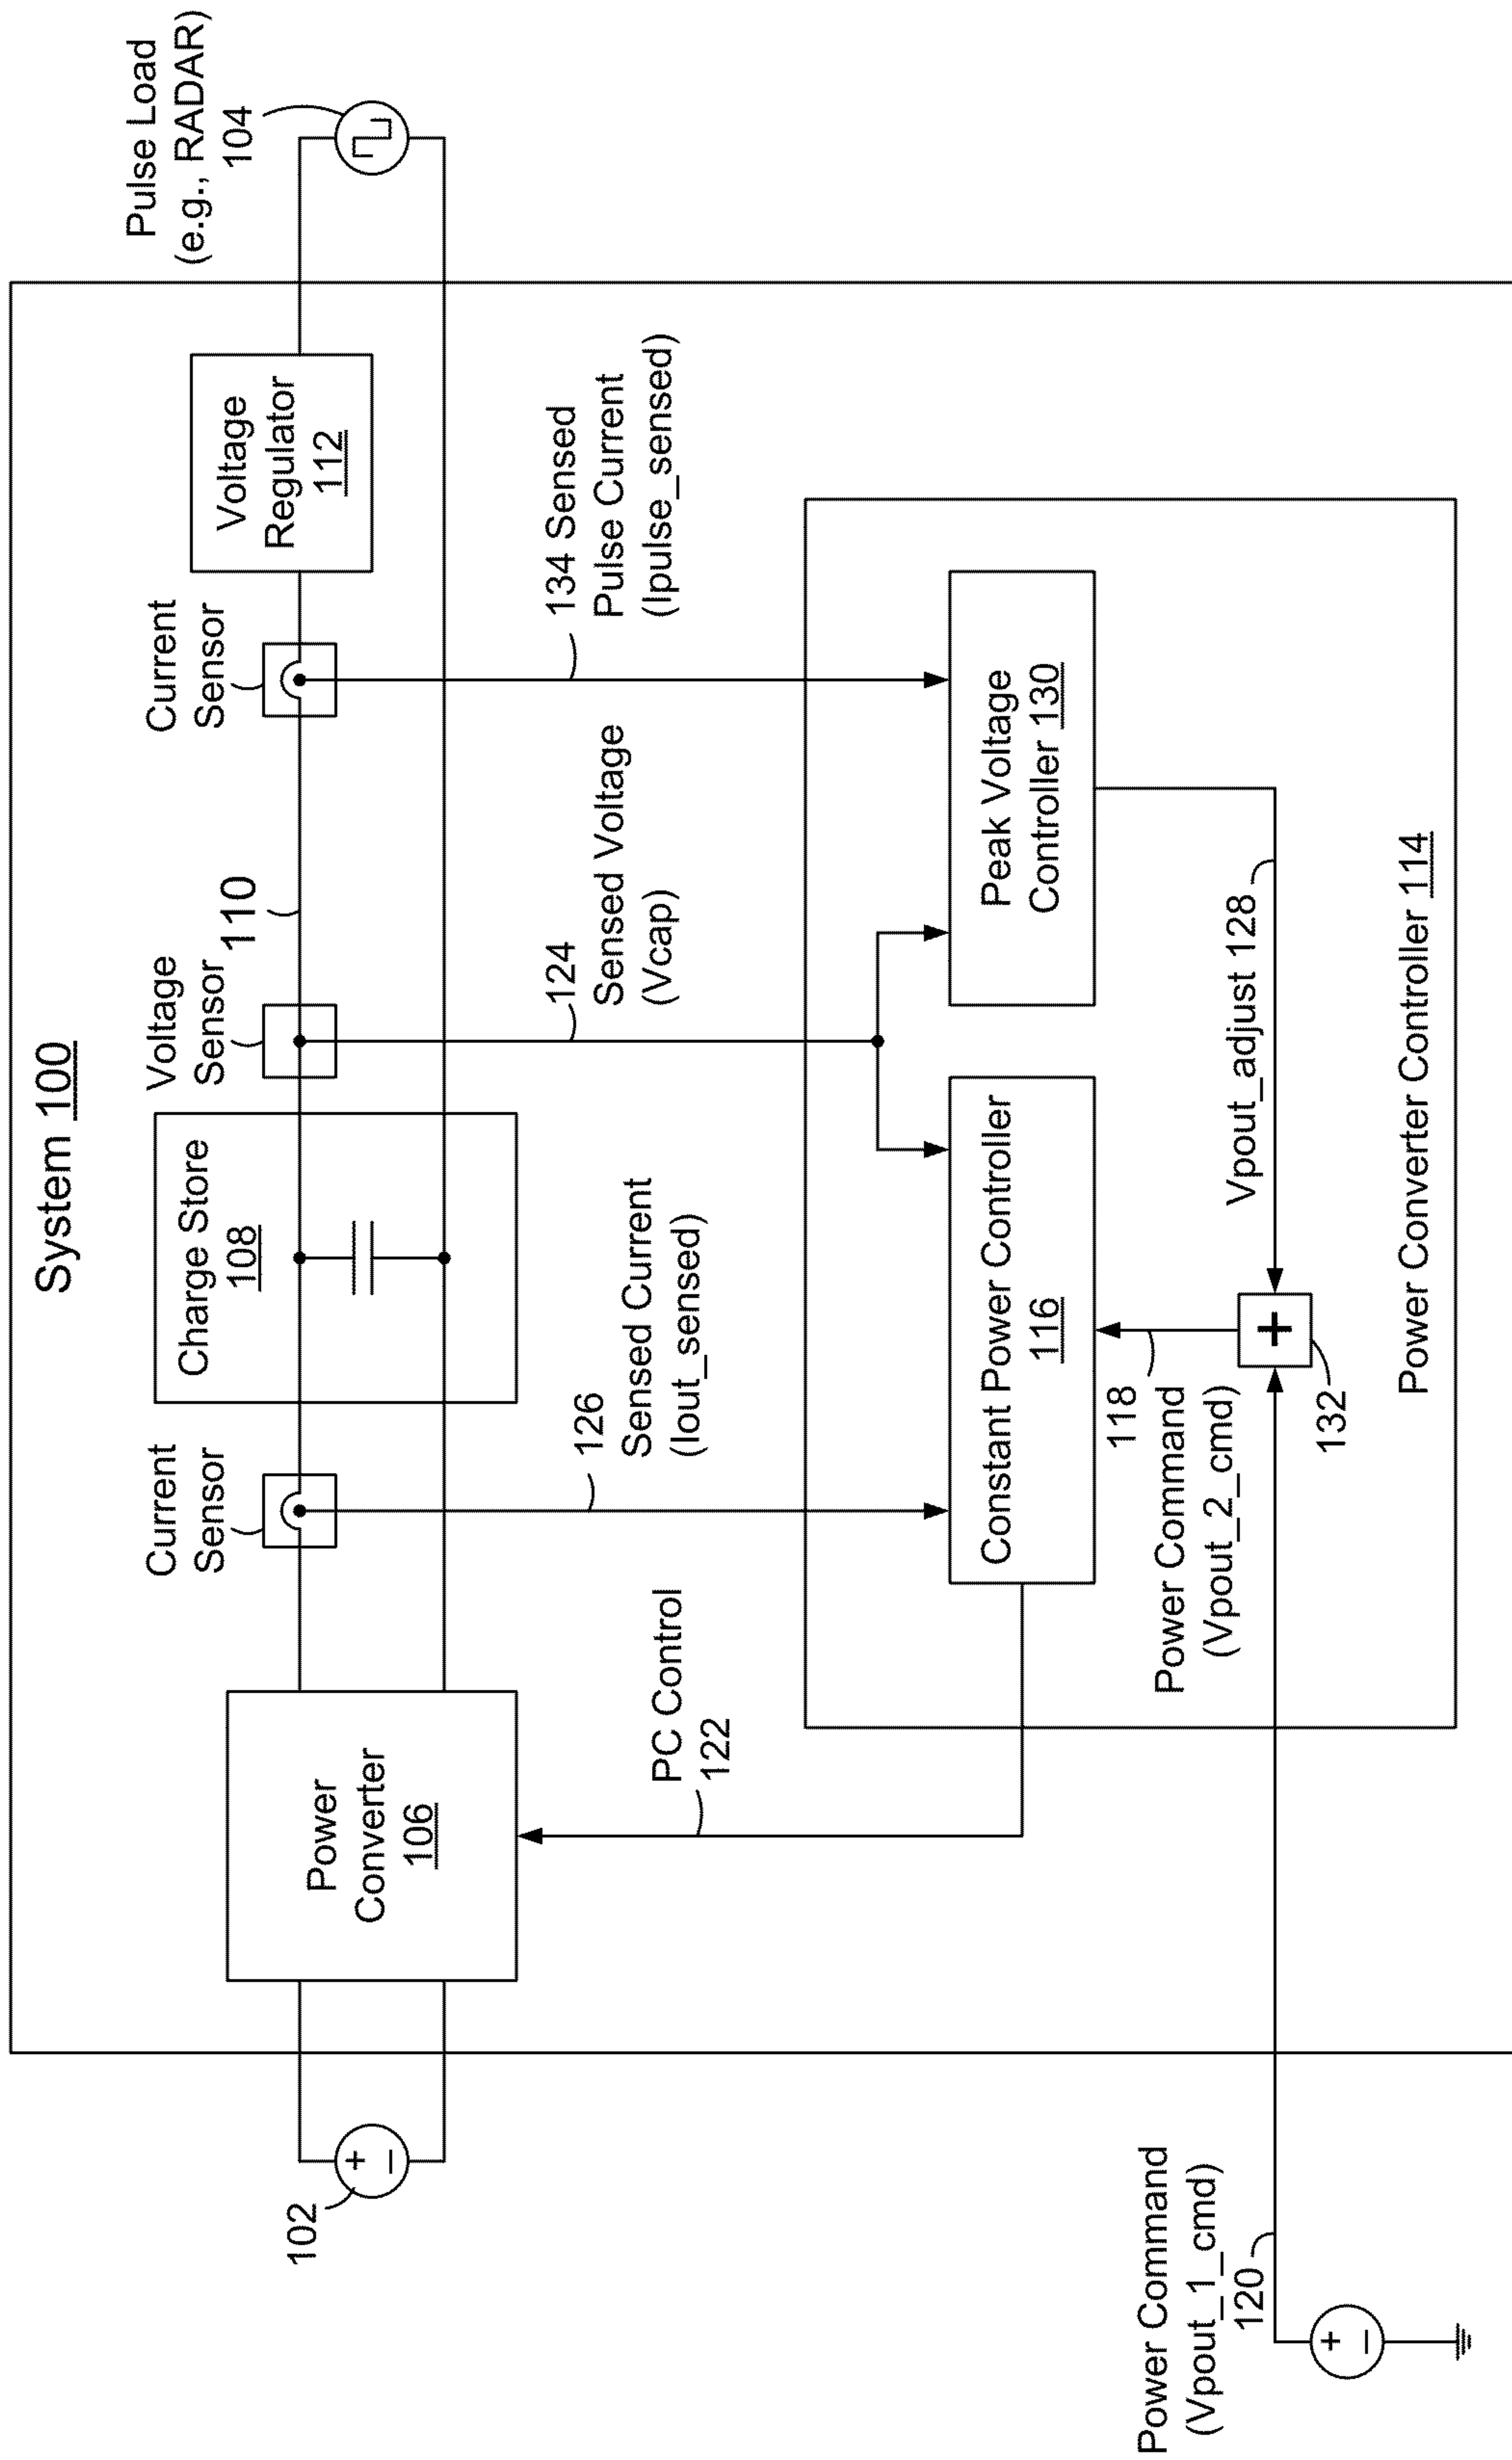 System 100
Pulse Load
(e.g., RADAR)
104
Current
Sensor
Charge Store
108
Voltage
Sensor
110
Current
Sensor
Voltage
Regulator
112
Power
Converter
106
102
+
–
PC Control
122
126
Sensed Current
(Iout_sensed)
124
Sensed Voltage
(Vcap)
134 Sensed
Pulse Current
(Ipulse_sensed)
Constant Power Controller
116
Peak Voltage
Controller 130
118
Power Command
(Vpout_2_cmd)
Vpout_adjust 128
+
132
Power Converter Controller 114
Power Command
(Vpout_1_cmd)
120
+
–